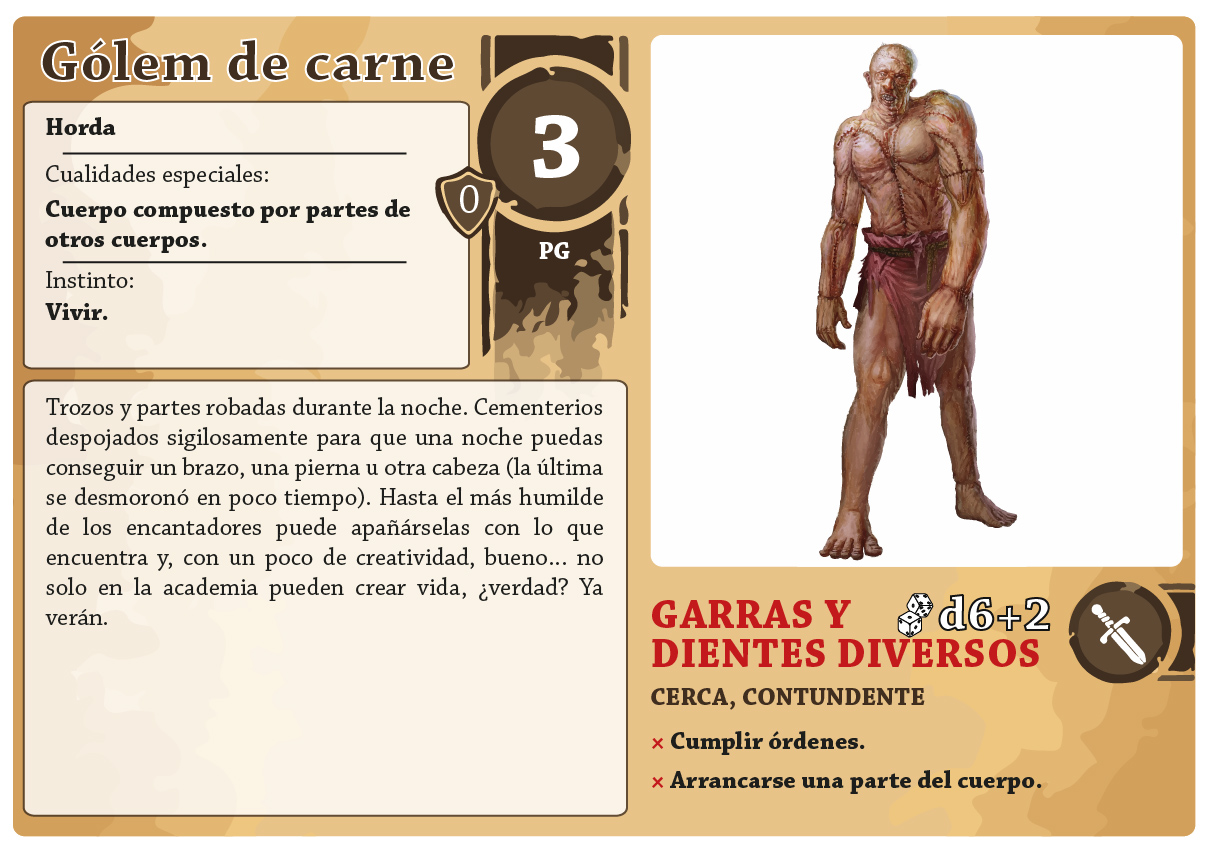 Gólem de carne
Horda
Cualidades especiales:
Cuerpo compuesto por partes de
otros cuerpos.
Instinto:
Vivir.
0
3
PG
Trozos y partes robadas durante la noche. Cementerios
despojados sigilosamente para que una noche puedas
conseguir un brazo, una pierna u otra cabeza (la última
se desmoronó en poco tiempo). Hasta el más humilde
de los encantadores puede apañárselas con lo que
encuentra y, con un poco de creatividad, bueno... no
solo en la academia pueden crear vida, ¿verdad? Ya
verán.
GARRAS Y
DIENTES DIVERSOS
d6+2
CERCA, CONTUNDENTE
× Cumplir órdenes.
× Arrancarse una parte del cuerpo.